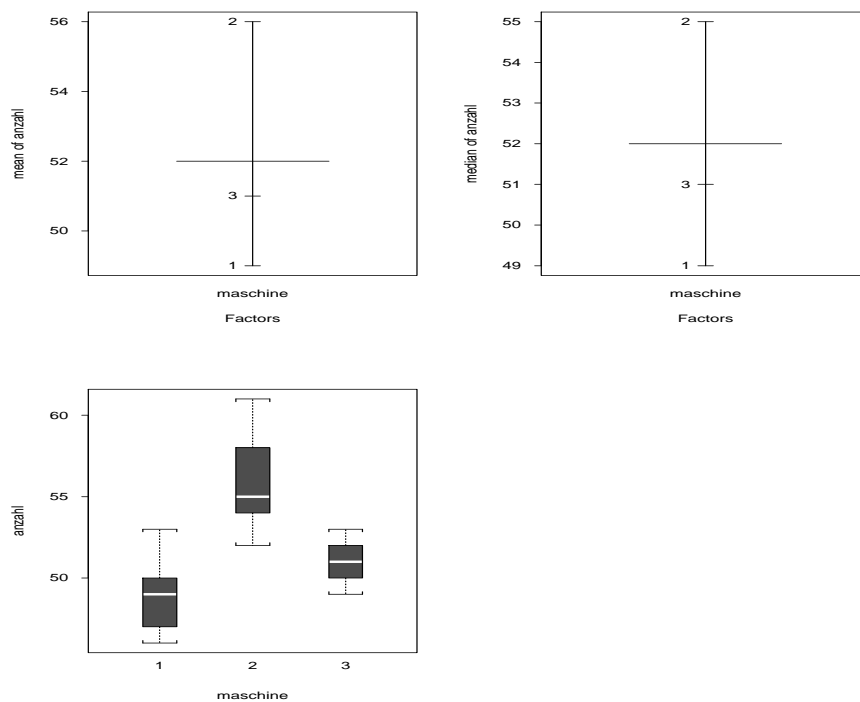 mean of anzahl
56
54
52
50
2
3
1
maschine
Factors
median of anzahl
55
54
53
52
51
50
49
2
3
1
maschine
Factors
anzahl
60
55
50
1 2 3
maschine